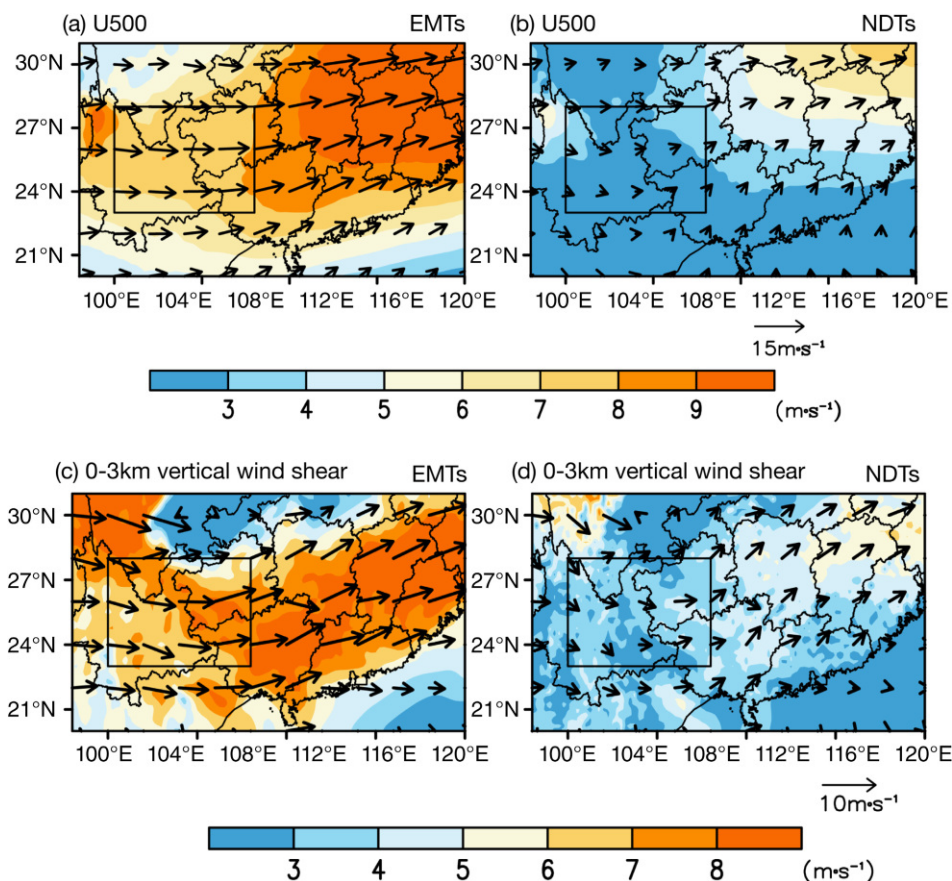 (a) U500 EMTs (b) U500 NDTs
30°N 30°N
27°N 27°N
24°N 24°N
21°N 21°N
100°E 104°E 108°E 112°E 116°E 120°E 100°E 104°E 108°E 112°E 116°E 120°E
15m•s⁻¹
3 4 5 6 7 8 9 (m•s⁻¹)
(c) 0-3km vertical wind shear EMTs (d) 0-3km vertical wind shear NDTs
30°N 30°N
27°N 27°N
24°N 24°N
21°N 21°N
100°E 104°E 108°E 112°E 116°E 120°E 100°E 104°E 108°E 112°E 116°E 120°E
10m•s⁻¹
3 4 5 6 7 8 (m•s⁻¹)